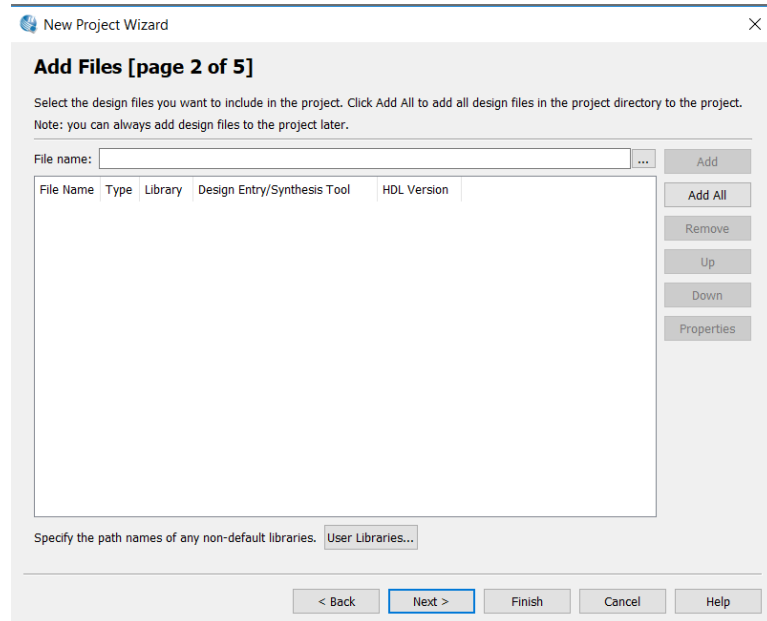 New Project Wizard
Add Files [page 2 of 5]
Select the design files you want to include in the project. Click Add All to add all design files in the project directory to the project.
Note: you can always add design files to the project later.
File name: ... Add
File Name Type Library Design Entry/Synthesis Tool HDL Version
Add All
Remove
Up
Down
Properties
Specify the path names of any non-default libraries. User Libraries...
< Back Next > Finish Cancel Help